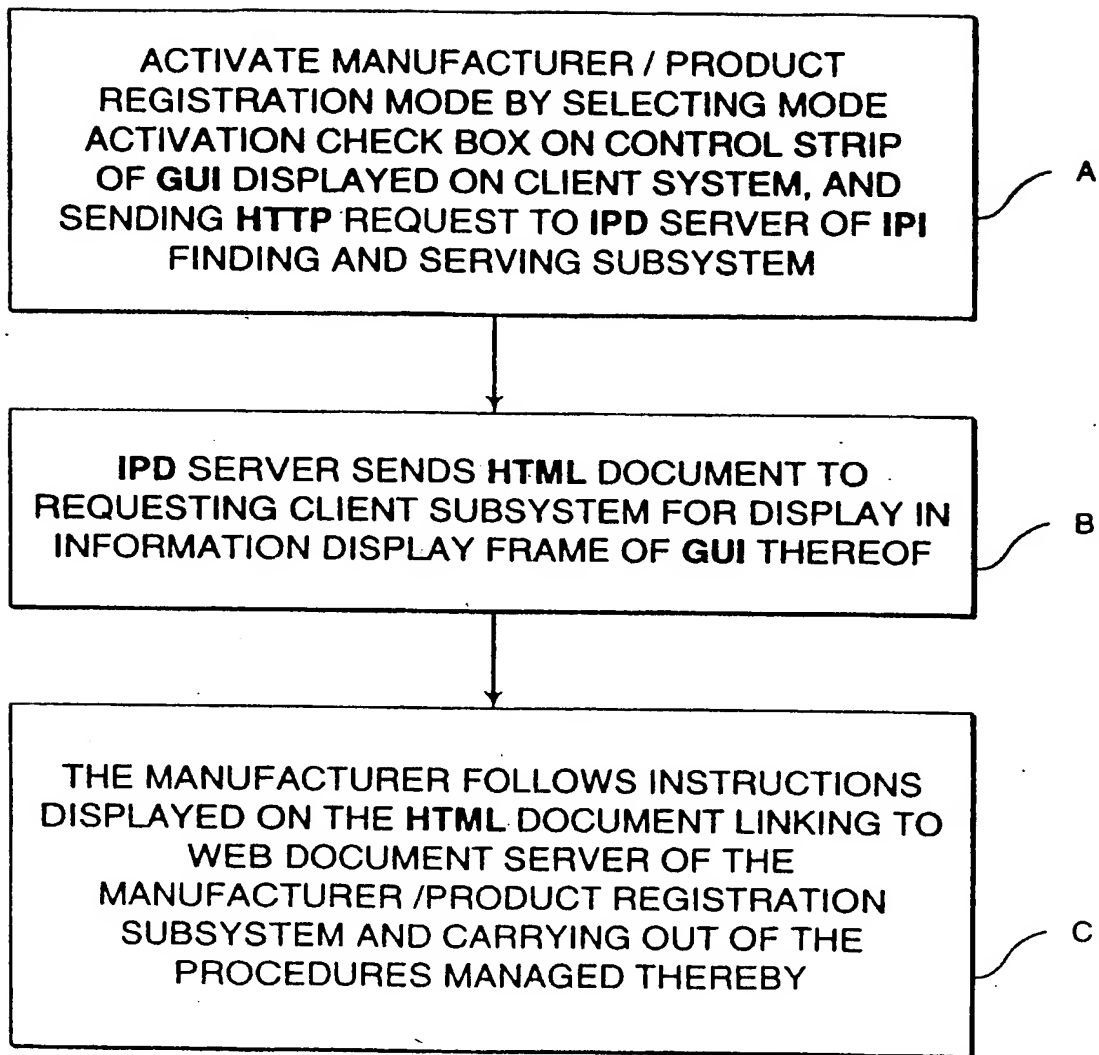 ACTIVATE MANUFACTURER / PRODUCT
REGISTRATION MODE BY SELECTING MODE
ACTIVATION CHECK BOX ON CONTROL STRIP
OF GUI DISPLAYED ON CLIENT SYSTEM, AND
SENDING HTTP REQUEST TO IPD SERVER OF IPI
FINDING AND SERVING SUBSYSTEM
A
IPD SERVER SENDS HTML DOCUMENT TO
REQUESTING CLIENT SUBSYSTEM FOR DISPLAY IN
INFORMATION DISPLAY FRAME OF GUI THEREOF
B
THE MANUFACTURER FOLLOWS INSTRUCTIONS
DISPLAYED ON THE HTML DOCUMENT LINKING TO
WEB DOCUMENT SERVER OF THE
MANUFACTURER /PRODUCT REGISTRATION
SUBSYSTEM AND CARRYING OUT OF THE
PROCEDURES MANAGED THEREBY
C